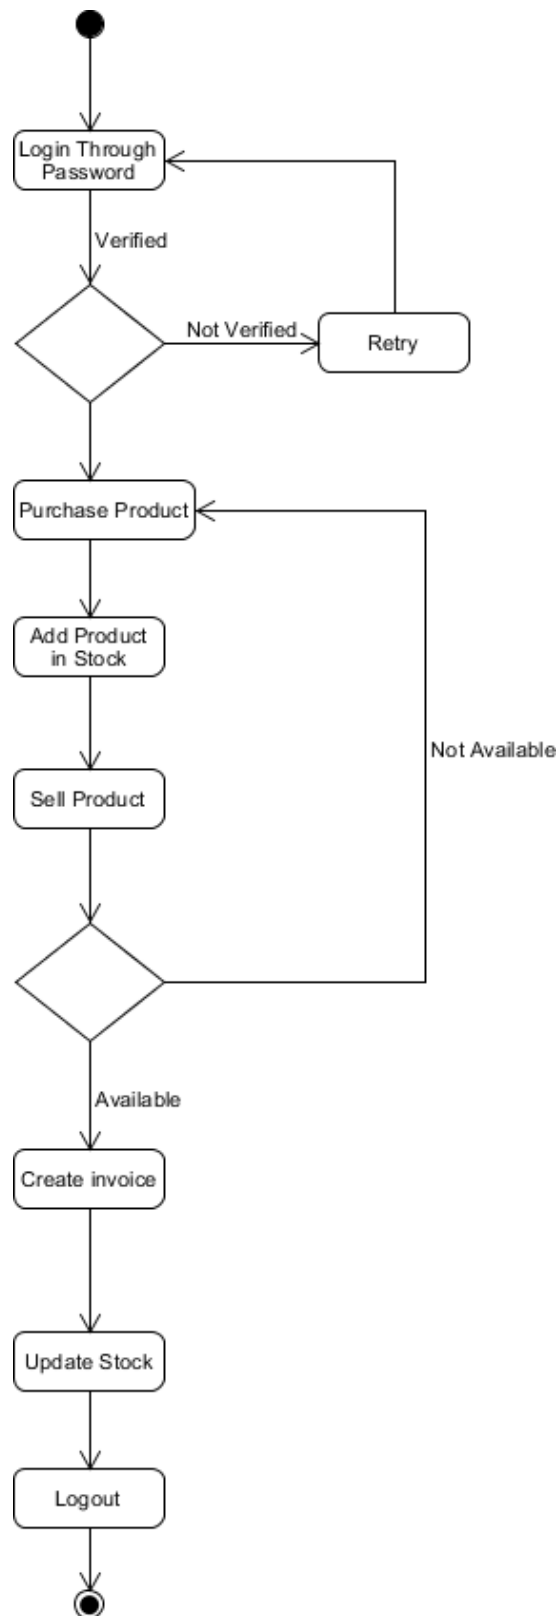 Login Through
Password
Verified
Not Verified
Retry
Purchase Product
Add Product
in Stock
Not Available
Sell Product
Available
Create invoice
Update Stock
Logout